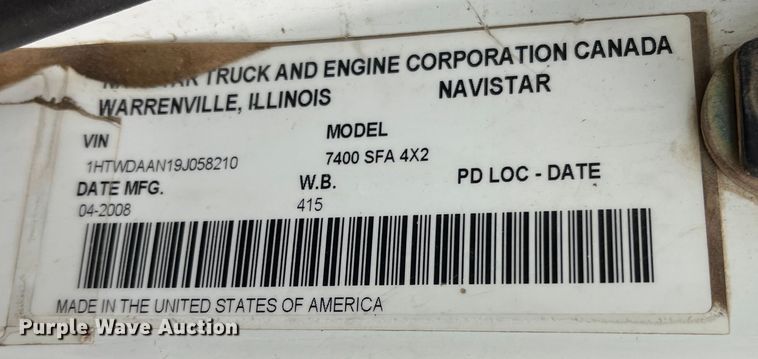 TRUCK AND ENGINE CORPORATION CANADA
WARRENVILLE, ILLINOIS NAVISTAR
VIN MODEL
1HTWDAAN19J058210 7400 SFA 4X2
DATE MFG. W.B. PD LOC - DATE
04-2008 415
MADE IN THE UNITED STATES OF AMERICA
Purple Wave Auction